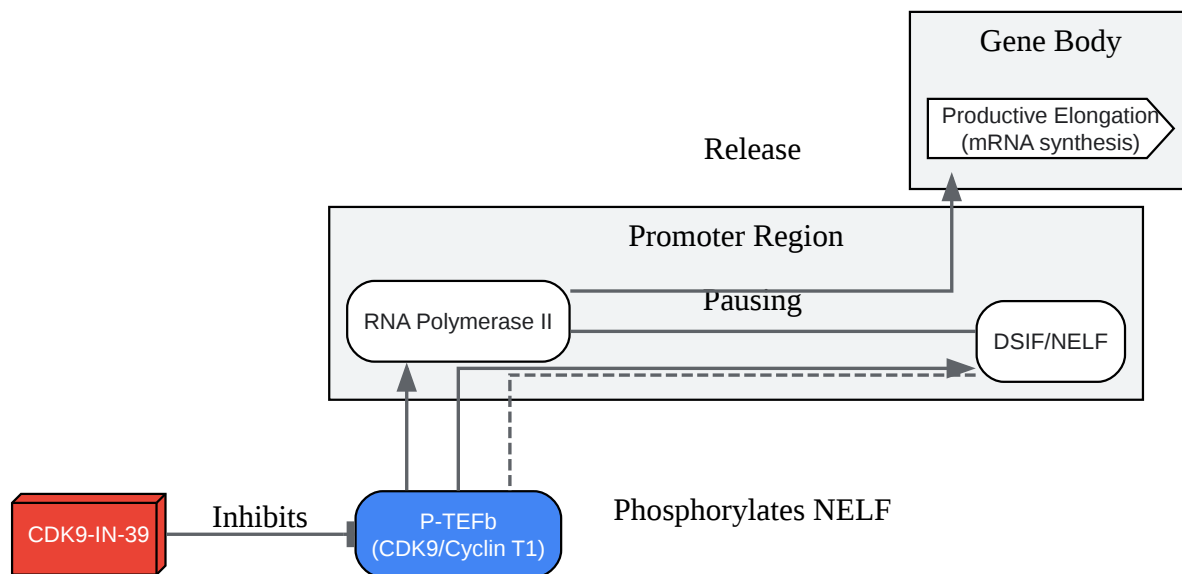 Gene Body
Productive Elongation
(mRNA synthesis)
Release
Promoter Region
Pausing
RNA Polymerase II
DSIF/NELF
CDK9-IN-39
Inhibits
P-TEFb
(CDK9/Cyclin T1)
Phosphorylates NELF